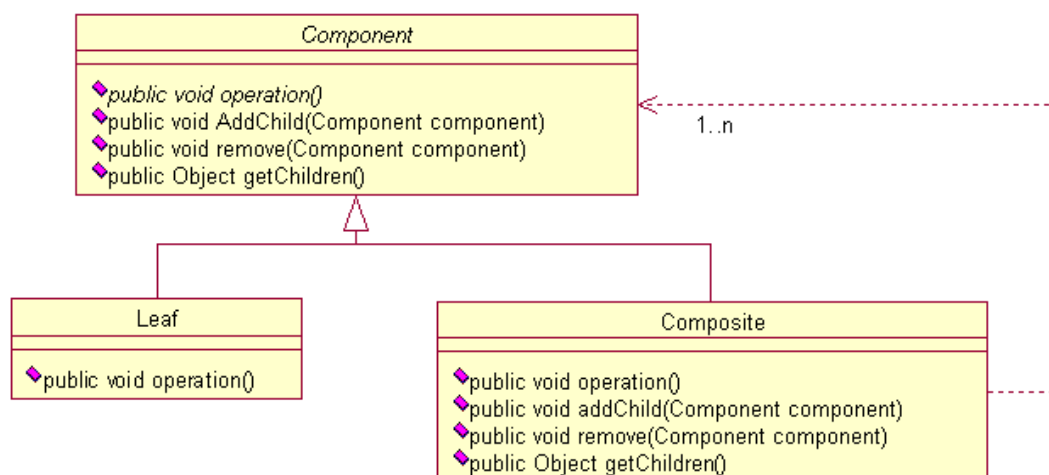 Component
public void operation()
public void AddChild(Component component)
public void remove(Component component)
public Object getChildren()
1..n
Leaf
public void operation()
Composite
public void operation()
public void addChild(Component component)
public void remove(Component component)
public Object getChildren()